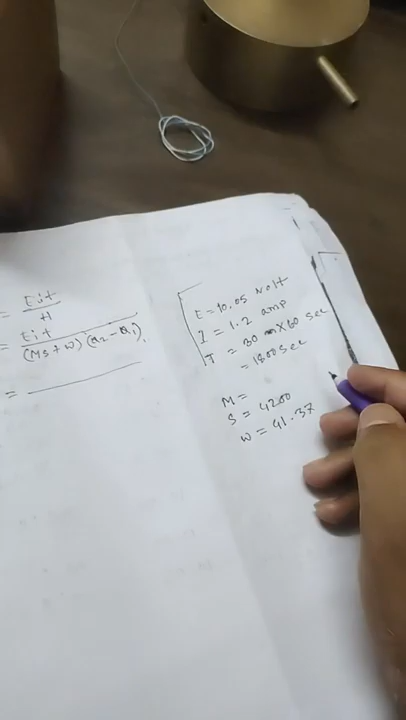 = Eit
H
= Eit
(Ms + W) (θ2 - θ1).
=
E = 10.05 Volt
I = 1.2 amp
T = 30 m X 60 sec
= 1800 sec
M =
S = 4200
W = 41.37